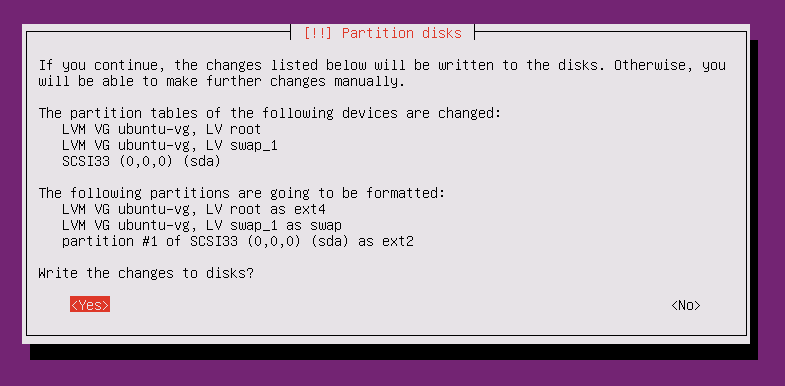 [!!] Partition disks
If you continue, the changes listed below will be written to the disks. Otherwise, you
will be able to make further changes manually.
The partition tables of the following devices are changed:
LVM VG ubuntu-vg, LV root
LVM VG ubuntu-vg, LV swap_1
SCSI33 (0,0,0) (sda)
The following partitions are going to be formatted:
LVM VG ubuntu-vg, LV root as ext4
LVM VG ubuntu-vg, LV swap_1 as swap
partition #1 of SCSI33 (0,0,0) (sda) as ext2
Write the changes to disks?
<Yes> <No>